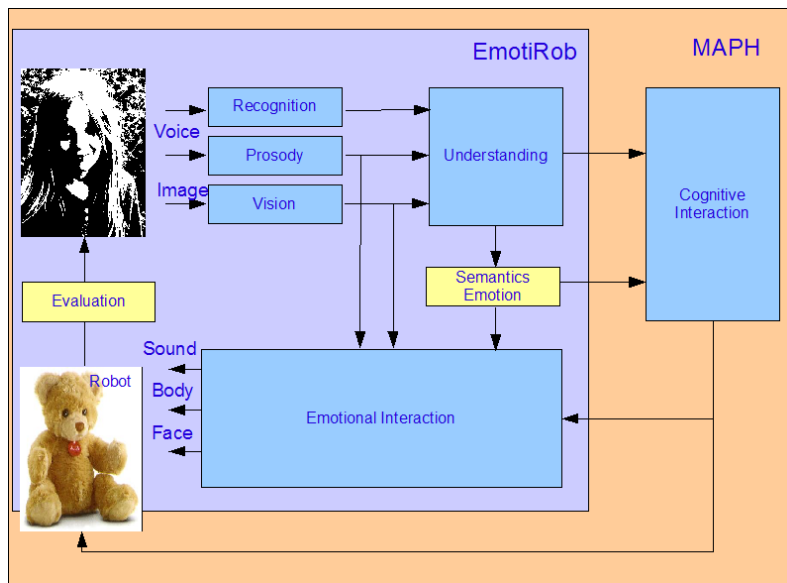 EmotiRob
MAPH
Recognition
Voice
Prosody
Understanding
Image
Vision
Cognitive
Interaction
Semantics
Emotion
Evaluation
Sound
Robot
Body
Emotional Interaction
Face